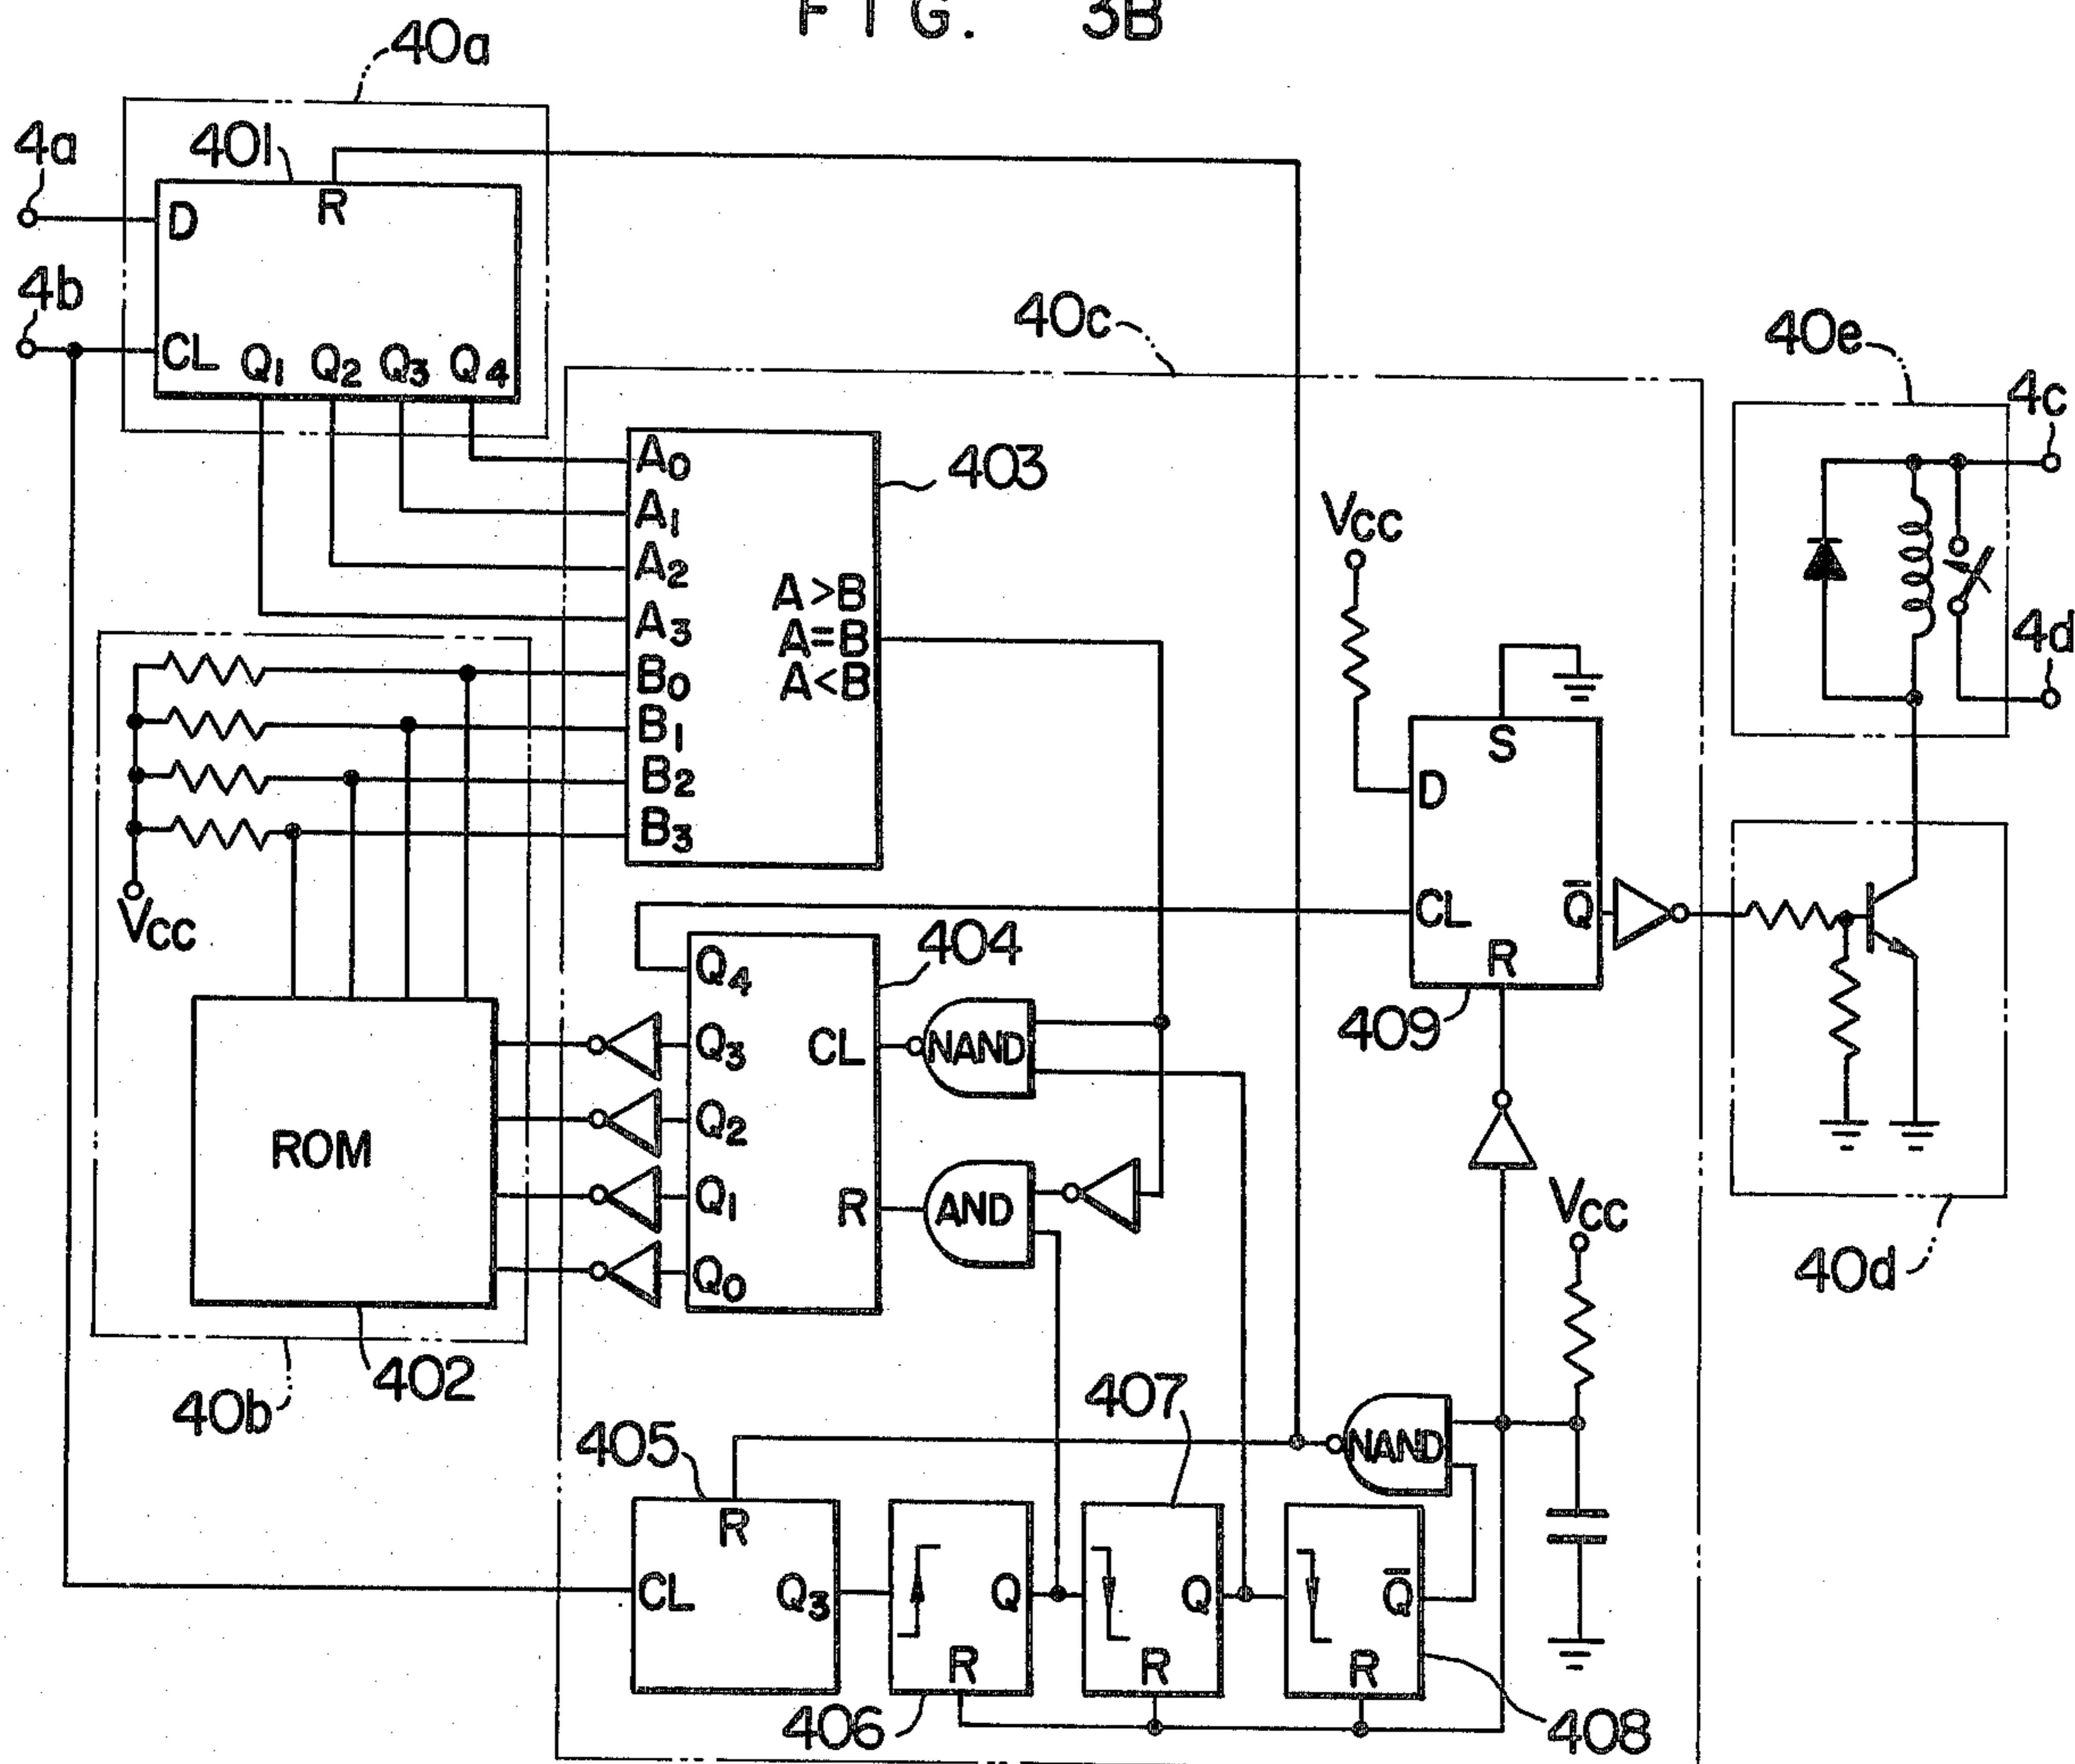 FIG. 3B
40a
4a
401
R
D
4b
CL Q1 Q2 Q3 Q4
40c
40e
4c
A0
403
A1
VCC
A2
A>B
A3
A=B
4d
B0
A<B
B1
S
B2
D
B3
VCC
CL
Q̄
404
Q4
R
409
Q3
CL
NAND
ROM
Q2
VCC
Q1
R
AND
Q0
40d
402
407
40b
405
NAND
R
CL
Q3
Q
Q
Q̄
R
R
R
406
408